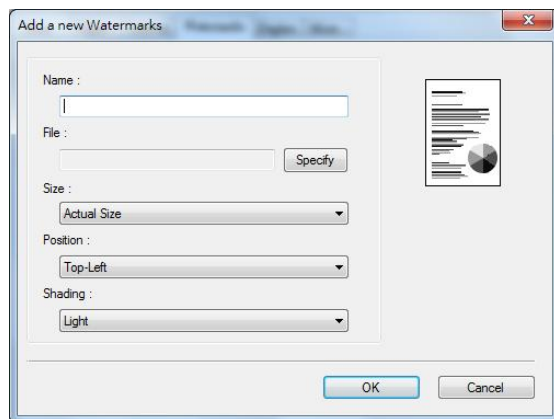 Add a new Watermarks
Name :
File :
Specify
Size :
Actual Size
Position :
Top-Left
Shading :
Light
OK
Cancel